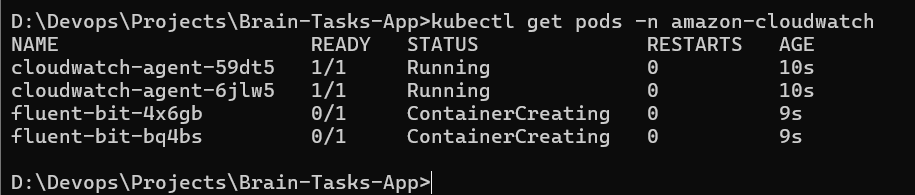 D:\Devops\Projects\Brain-Tasks-App>kubectl get pods -n amazon-cloudwatch
NAME READY STATUS RESTARTS AGE
cloudwatch-agent-59dt5 1/1 Running 0 10s
cloudwatch-agent-6jlw5 1/1 Running 0 10s
fluent-bit-4x6gb 0/1 ContainerCreating 0 9s
fluent-bit-bq4bs 0/1 ContainerCreating 0 9s
D:\Devops\Projects\Brain-Tasks-App>